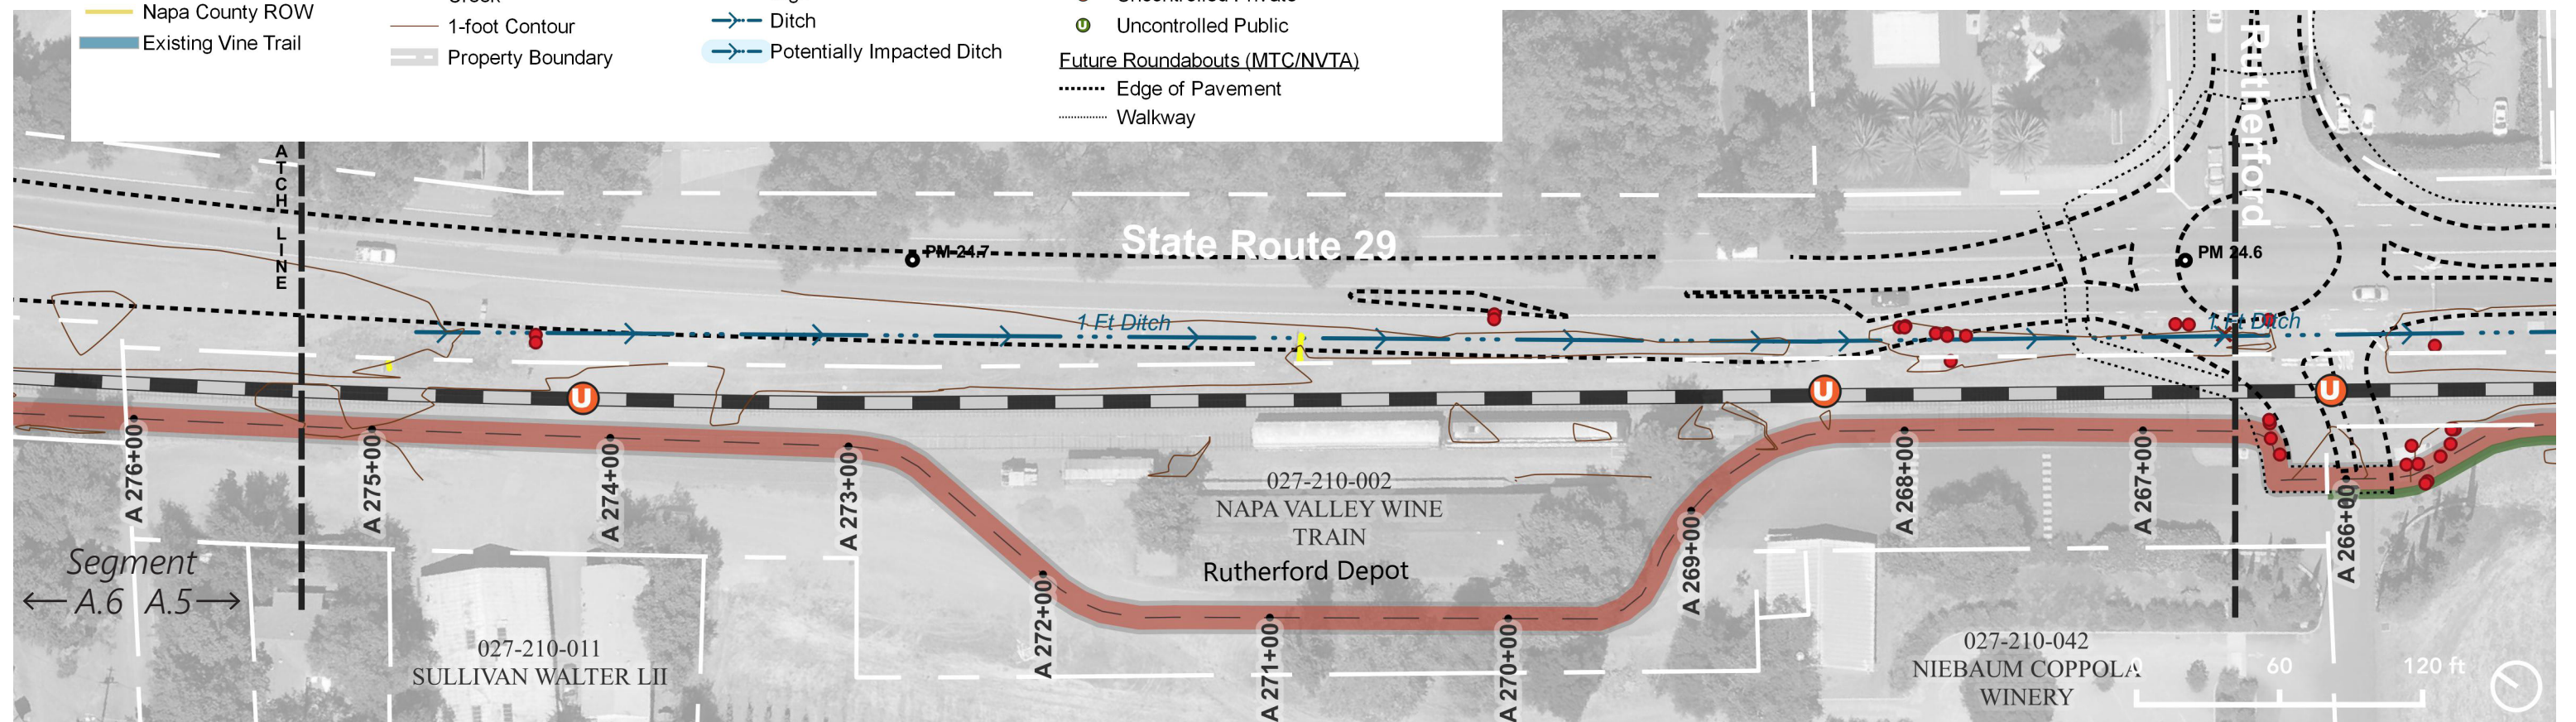 Napa County ROW
Existing Vine Trail
1-foot Contour
Property Boundary
Ditch
Potentially Impacted Ditch
U
Uncontrolled Public
Future Roundabouts (MTC/NVTA)
Edge of Pavement
Walkway
ATCH LINE
Rutherford
State Route 29
PM 24.7
PM 24.6
1 Ft Ditch
1 Ft Ditch
U
U
U
A 276+00
A 275+00
A 274+00
A 273+00
A 272+00
A 271+00
A 270+00
A 269+00
A 268+00
A 267+00
A 266+00
027-210-002
NAPA VALLEY WINE
TRAIN
Rutherford Depot
Segment
A.6 A.5
027-210-011
SULLIVAN WALTER LII
027-210-042
NIEBAUM COPPOLA
WINERY
0 60 120 ft